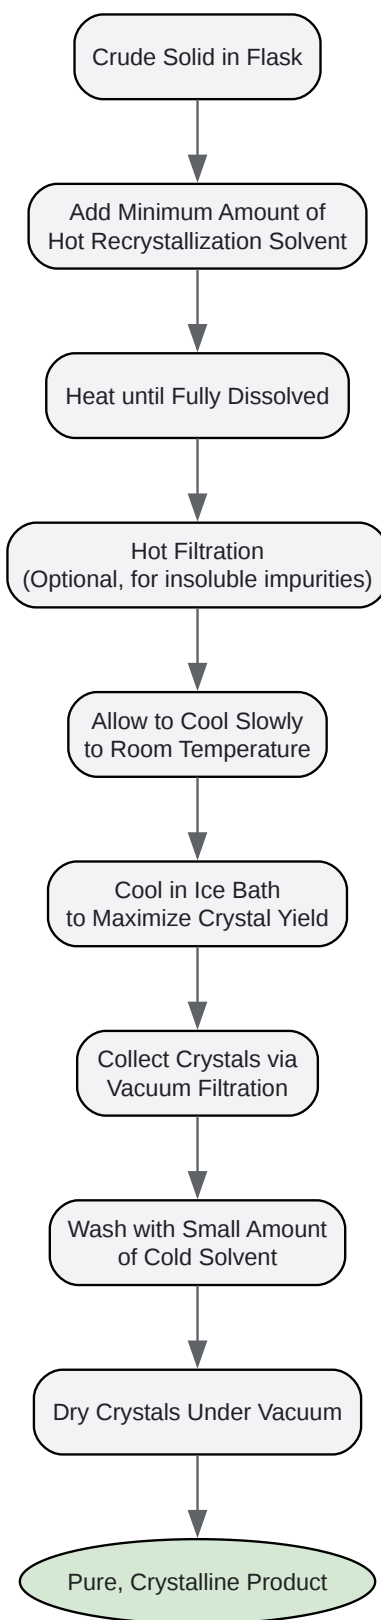 Crude Solid in Flask
Add Minimum Amount of
Hot Recrystallization Solvent
Heat until Fully Dissolved
Hot Filtration
(Optional, for insoluble impurities)
Allow to Cool Slowly
to Room Temperature
Cool in Ice Bath
to Maximize Crystal Yield
Collect Crystals via
Vacuum Filtration
Wash with Small Amount
of Cold Solvent
Dry Crystals Under Vacuum
Pure, Crystalline Product